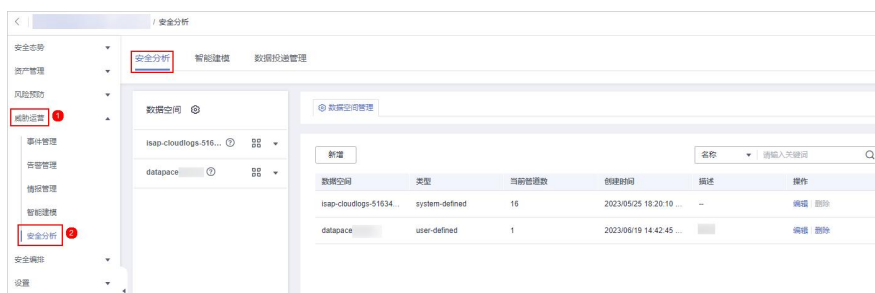 / 安全分析
安全态势
资产管理
风险预防
威胁运营 1
事件管理
告警管理
情报管理
智能建模
安全分析 2
安全编排
设置
安全分析 智能建模 数据投递管理
数据空间
isap-cloudlogs-516...
datapace
数据空间管理
新增
名称 请输入关键词
数据空间 类型 当前管道数 创建时间 描述 操作
isap-cloudlogs-51634... system-defined 16 2023/05/25 18:20:10 ... -- 编辑 删除
datapace user-defined 1 2023/06/19 14:42:45 ... 编辑 删除